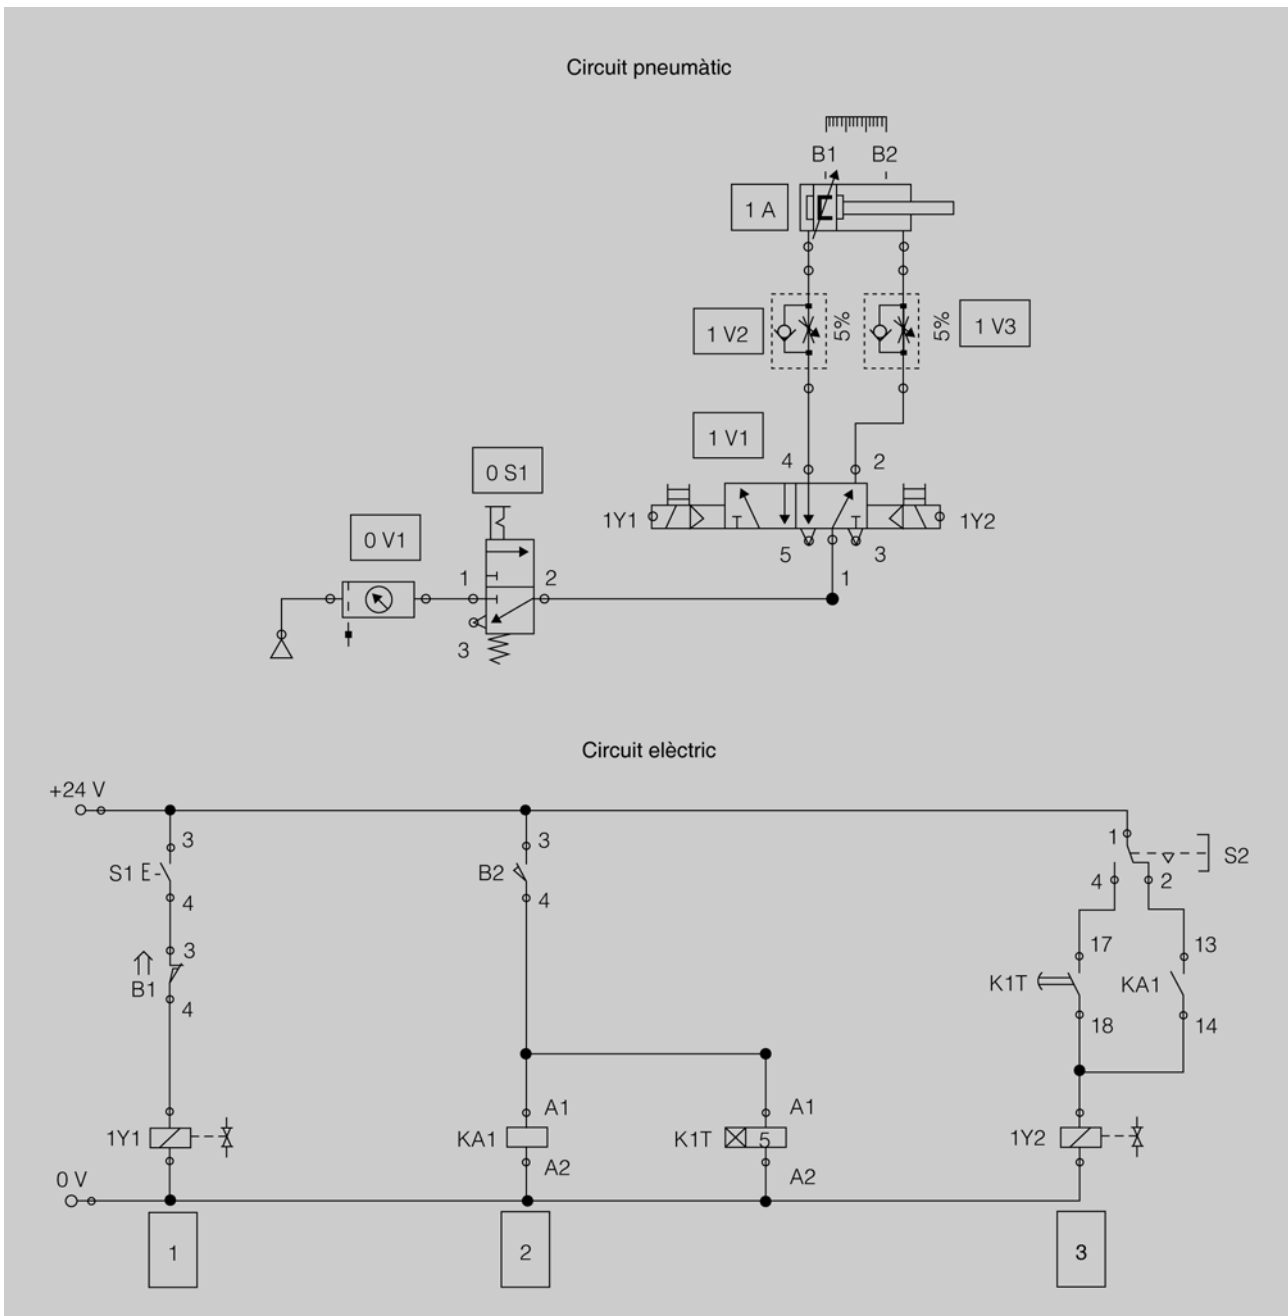 Circuit pneumàtic
B1 B2
1 A
1 V2 5% 5% 1 V3
1 V1
4 2
0 S1
1Y1 1Y2
0 V1
5 3
1 2 1
3
Circuit elèctric
+24 V
3 3 1
S1 E B2 S2
4 4 4 2
3 17 13
B1 K1T KA1
4 18 14
A1 A1
1Y1 KA1 K1T 5 1Y2
A2 A2
0 V
1 2 3